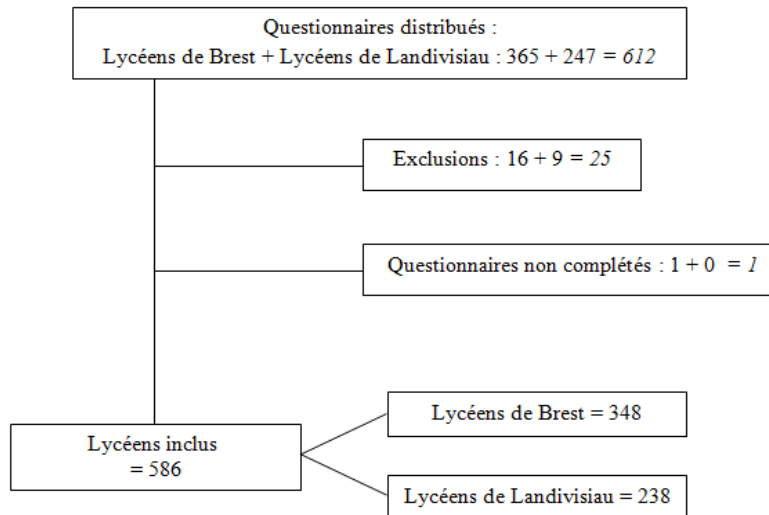 Questionnaires distribués :
Lycéens de Brest + Lycéens de Landivisiau : 365 + 247 = 612
Exclusions : 16 + 9 = 25
Questionnaires non complétés : 1 + 0 = 1
Lycéens de Brest = 348
Lycéens inclus
= 586
Lycéens de Landivisiau = 238